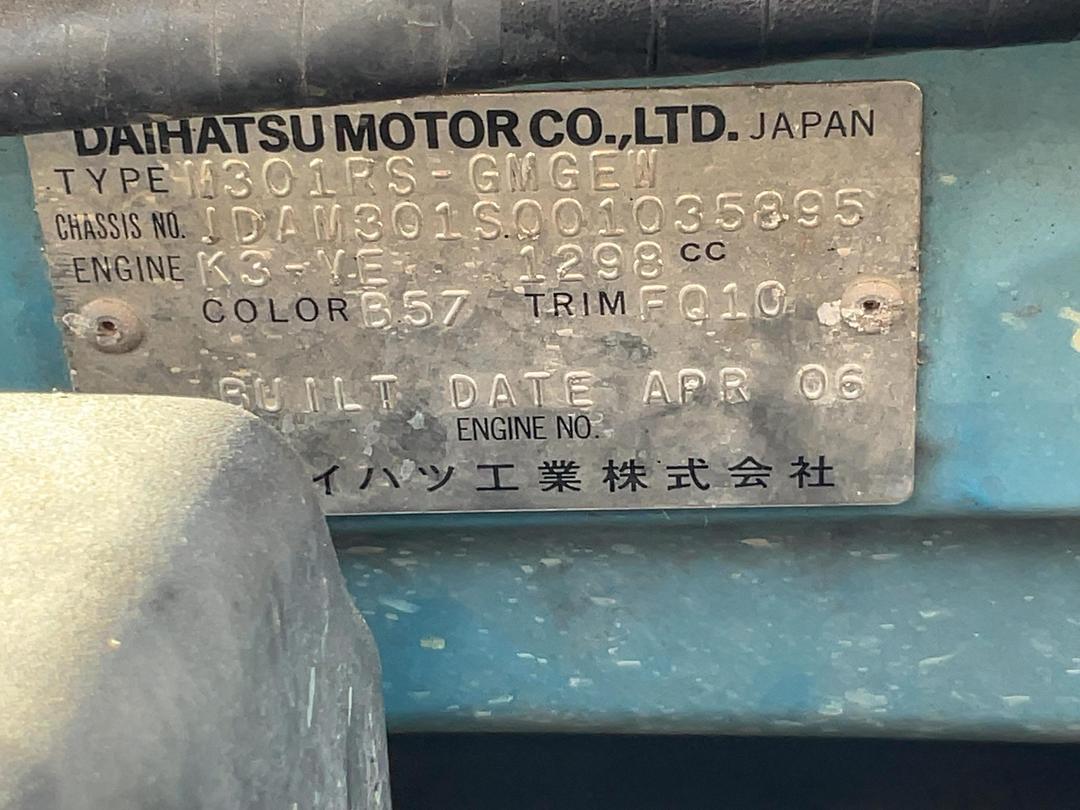 DAIHATSU MOTOR CO.,LTD. JAPAN
TYPE M301RS-GMGEW
CHASSIS NO. JDAM301S001035895
ENGINE K3-VE 1298 CC
COLOR B57 TRIM FQ10
BUILT DATE APR 06
ENGINE NO.
イハツ工業株式会社